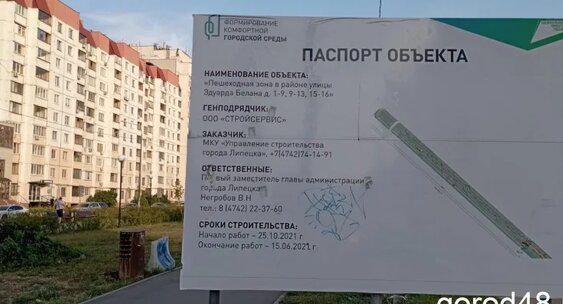 ФОРМИРОВАНИЕ
КОМФОРТНОЙ
ГОРОДСКОЙ СРЕДЫ
ПАСПОРТ ОБЪЕКТА
НАИМЕНОВАНИЕ ОБЪЕКТА:
«Пешеходная зона в районе улицы
Эдуарда Белана д. 1-9, 9-13, 15-16»
ГЕНПОДРЯДЧИК:
ООО «СТРОЙСЕРВИС»
ЗАКАЗЧИК:
МКУ «Управление строительства
города Липецка», +7(4742)74-14-91
ОТВЕТСТВЕННЫЕ:
Первый заместитель главы администрации
города Липецка
Негробов В.Н
тел.: 8 (4742) 22-37-60
СРОКИ СТРОИТЕЛЬСТВА:
Начало работ – 25.10.2021 г
Окончание работ – 15.06.2021 г
gorod48